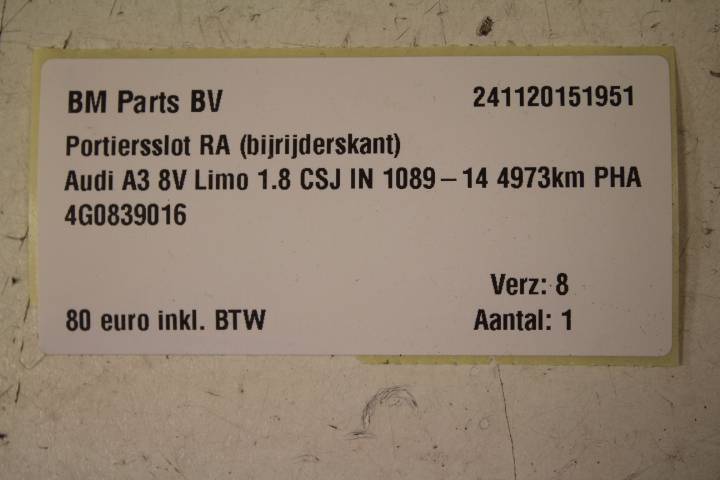 BM Parts BV 241120151951
Portiersslot RA (bijrijderskant)
Audi A3 8V Limo 1.8 CSJ IN 1089 – 14 4973km PHA
4G0839016
Verz: 8
80 euro inkl. BTW Aantal: 1